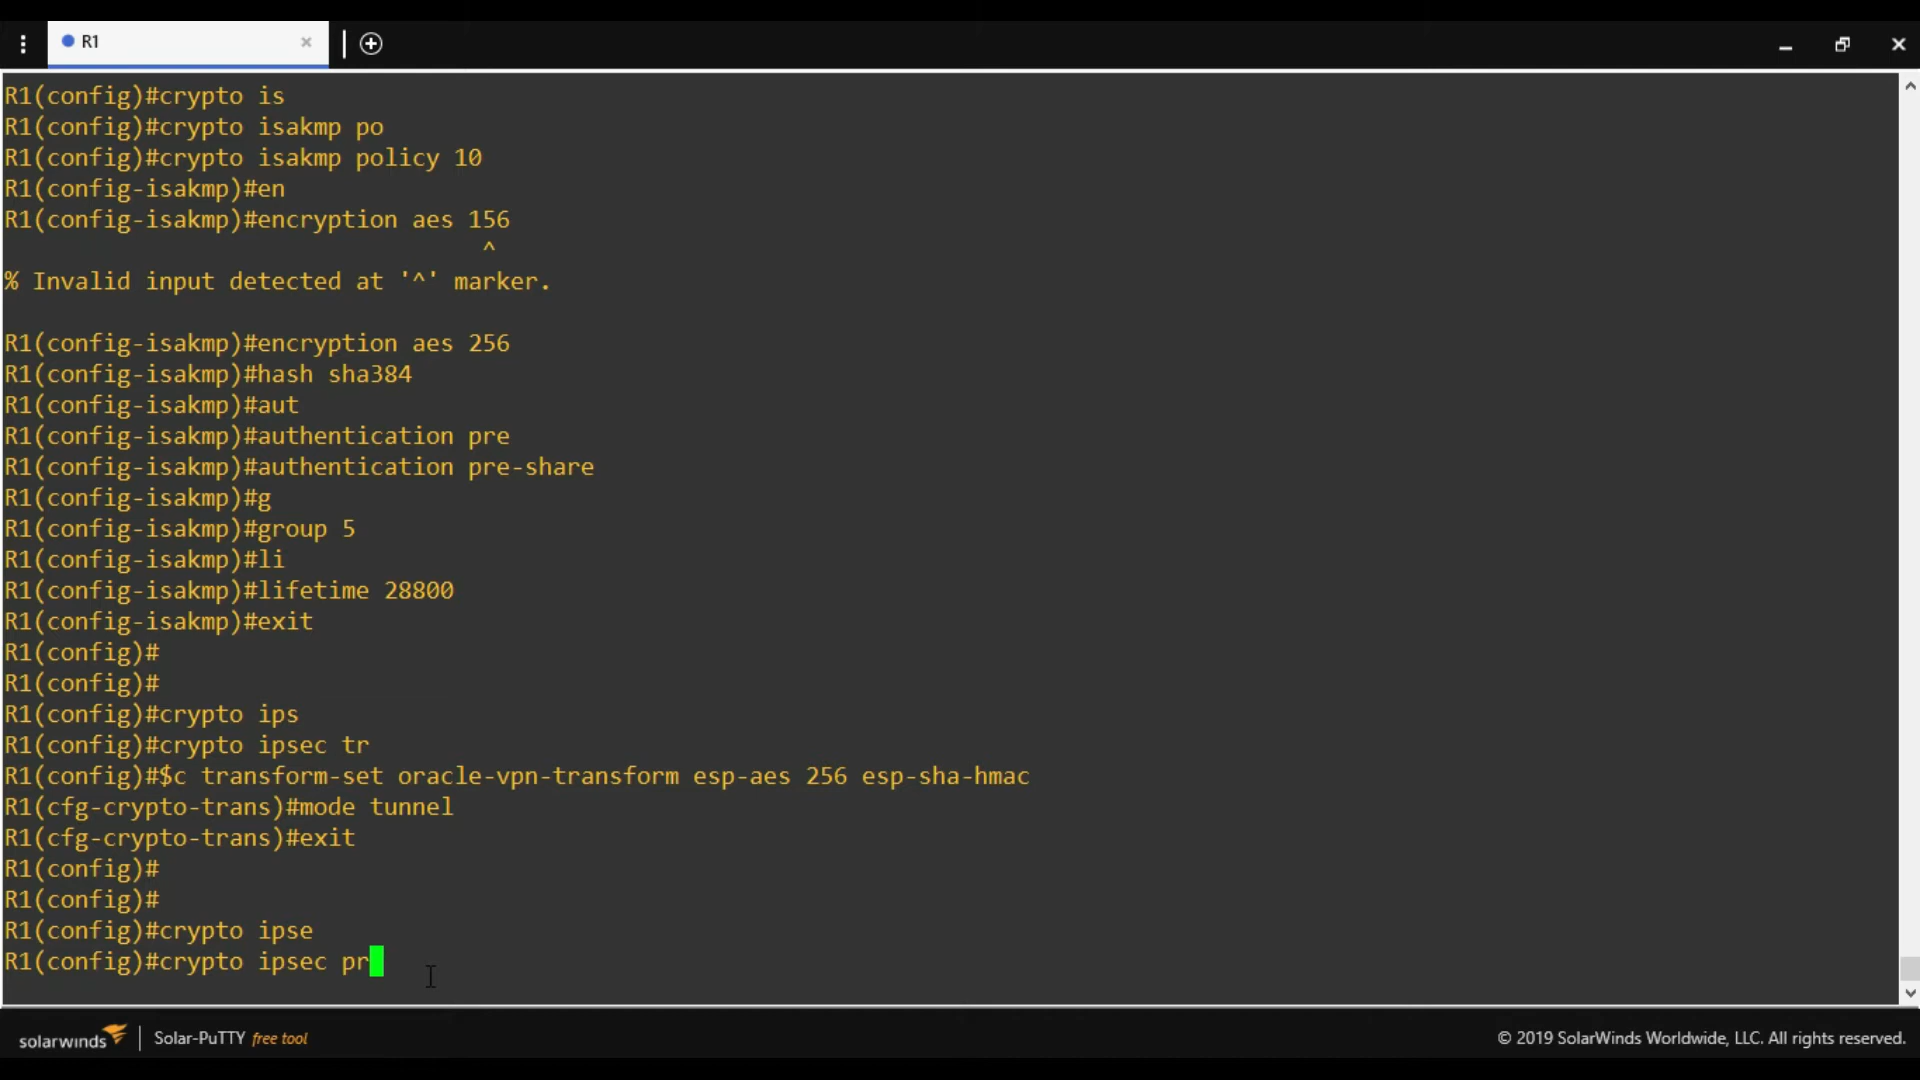 R1
R1(config)#crypto is
R1(config)#crypto isakmp po
R1(config)#crypto isakmp policy 10
R1(config-isakmp)#en
R1(config-isakmp)#encryption aes 156
^
% Invalid input detected at '^' marker.
R1(config-isakmp)#encryption aes 256
R1(config-isakmp)#hash sha384
R1(config-isakmp)#aut
R1(config-isakmp)#authentication pre
R1(config-isakmp)#authentication pre-share
R1(config-isakmp)#g
R1(config-isakmp)#group 5
R1(config-isakmp)#li
R1(config-isakmp)#lifetime 28800
R1(config-isakmp)#exit
R1(config)#
R1(config)#
R1(config)#crypto ips
R1(config)#crypto ipsec tr
R1(config)#$c transform-set oracle-vpn-transform esp-aes 256 esp-sha-hmac
R1(cfg-crypto-trans)#mode tunnel
R1(cfg-crypto-trans)#exit
R1(config)#
R1(config)#
R1(config)#crypto ipse
R1(config)#crypto ipsec pr
solarwinds | Solar-PuTTY free tool © 2019 SolarWinds Worldwide, LLC. All rights reserved.